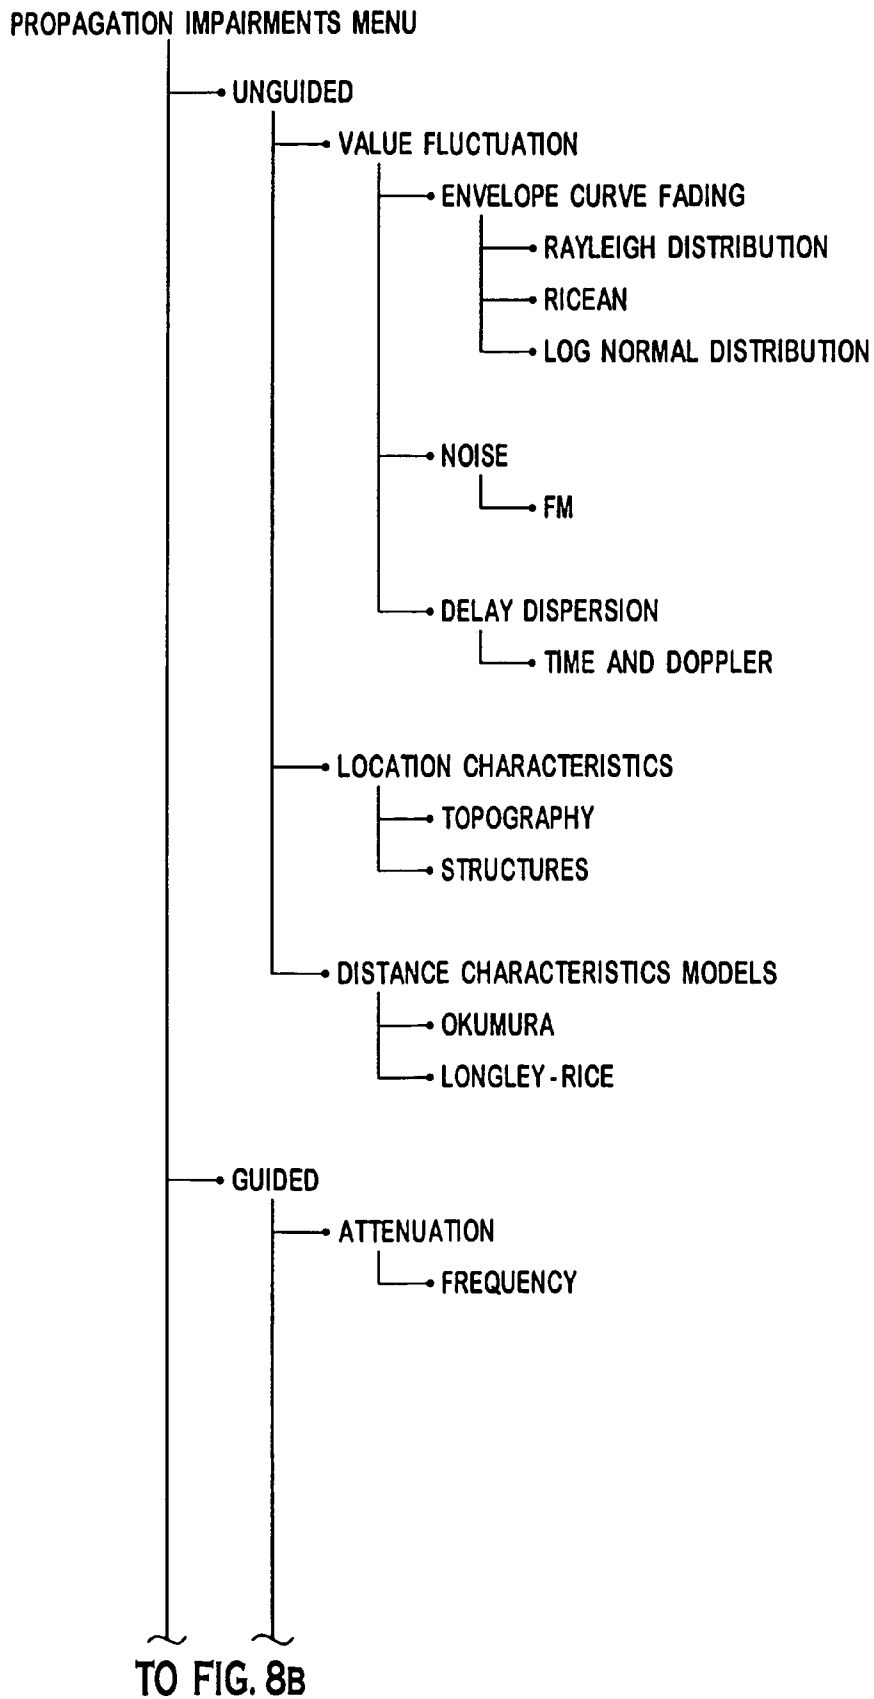 PROPAGATION IMPAIRMENTS MENU
UNGUIDED
VALUE FLUCTUATION
ENVELOPE CURVE FADING
RAYLEIGH DISTRIBUTION
RICEAN
LOG NORMAL DISTRIBUTION
NOISE
FM
DELAY DISPERSION
TIME AND DOPPLER
LOCATION CHARACTERISTICS
TOPOGRAPHY
STRUCTURES
DISTANCE CHARACTERISTICS MODELS
OKUMURA
LONGLEY-RICE
GUIDED
ATTENUATION
FREQUENCY
TO FIG. 8B